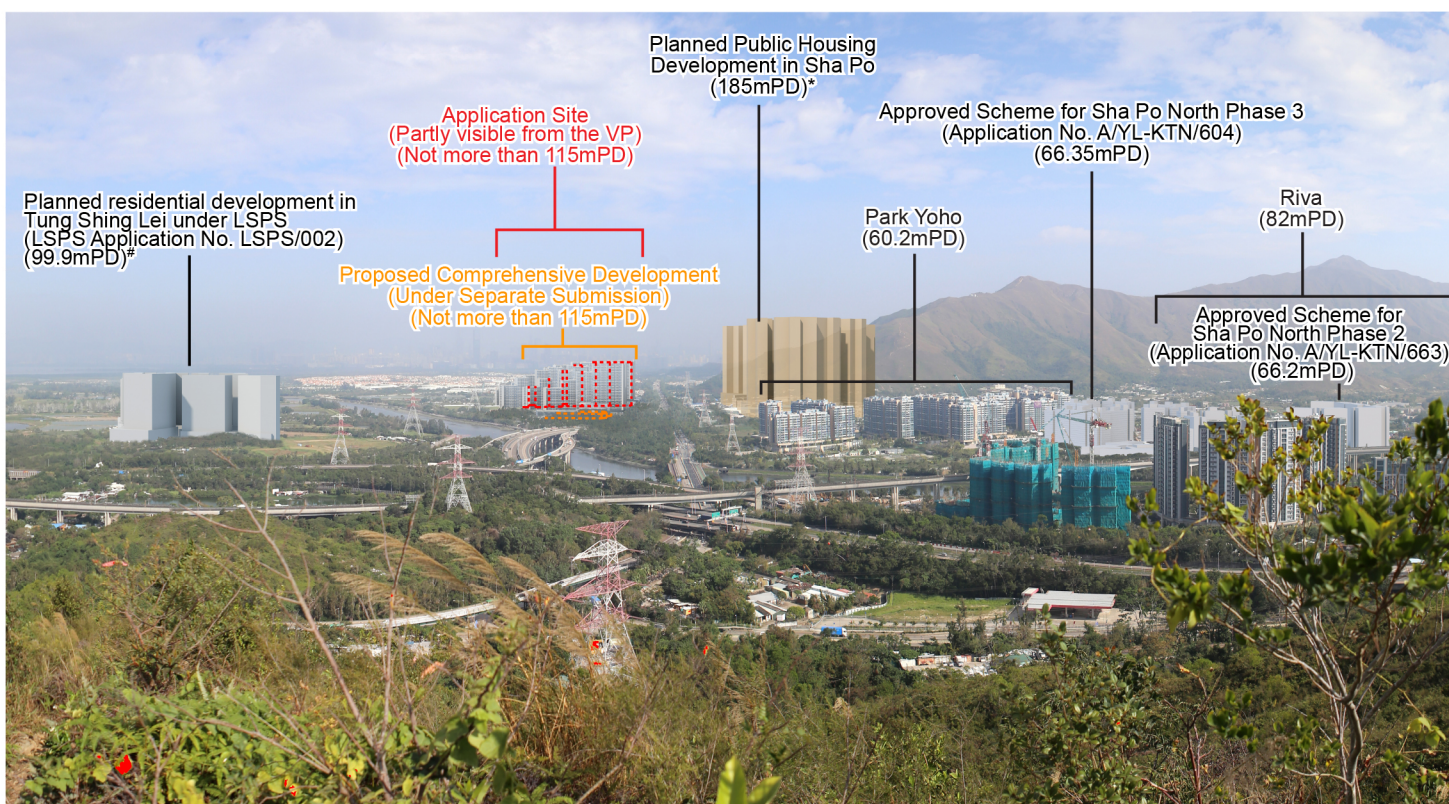 Planned Public Housing
Development in Sha Po
(185mPD)*
Application Site
(Partly visible from the VP)
(Not more than 115mPD)
Approved Scheme for Sha Po North Phase 3
(Application No. A/YL-KTN/604)
(66.35mPD)
Planned residential development in
Tung Shing Lei under LSPS
(LSPS Application No. LSPS/002)
(99.9mPD)#
Park Yoho
(60.2mPD)
Riva
(82mPD)
Proposed Comprehensive Development
(Under Separate Submission)
(Not more than 115mPD)
Approved Scheme for
Sha Po North Phase 2
(Application No. A/YL-KTN/663)
(66.2mPD)